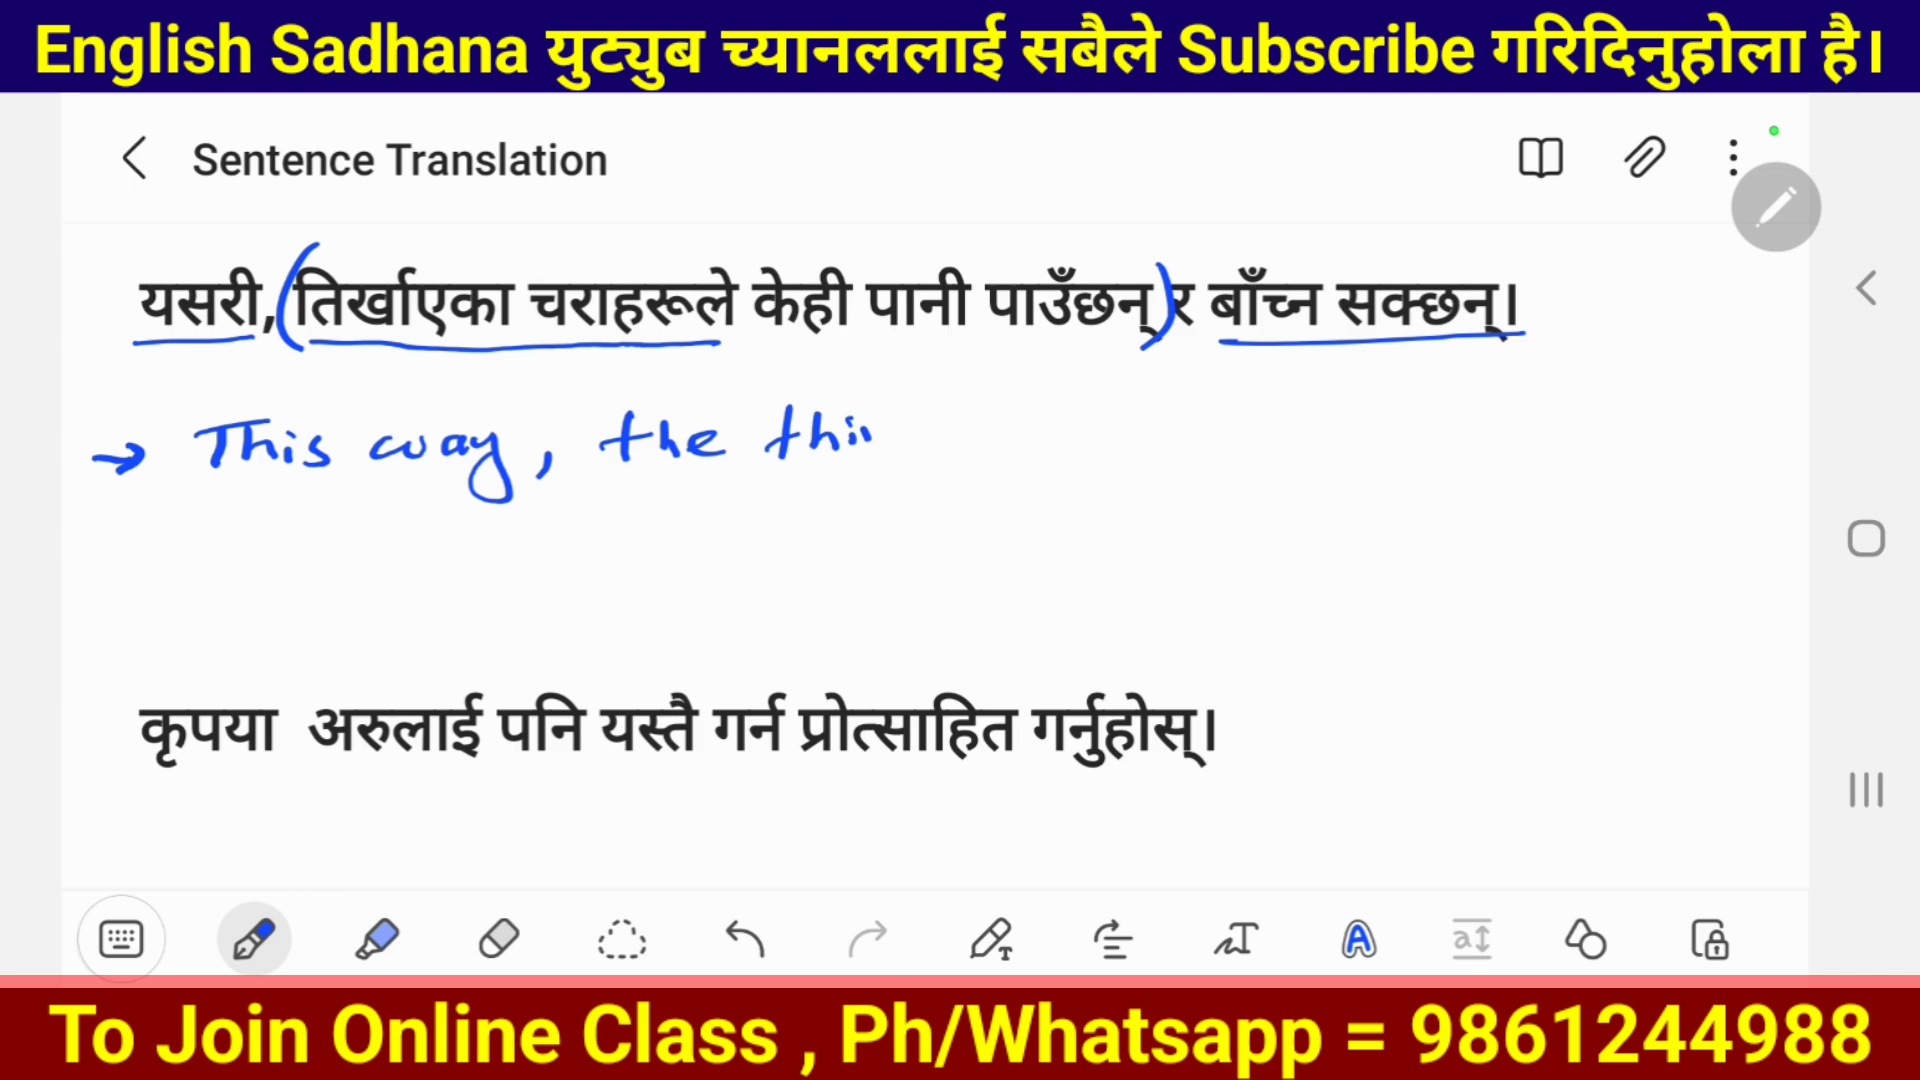 English Sadhana युट्युब च्यानललाई सबैले Subscribe गरिदिनुहोला है।
Sentence Translation
यसरी, (तिर्खाएका चराहरूले केही पानी पाउँछन्) र बाँच्न सक्छन्।
→ This way, the thi
कृपया अरुलाई पनि यस्तै गर्न प्रोत्साहित गर्नुहोस्।
To Join Online Class , Ph/Whatsapp = 9861244988